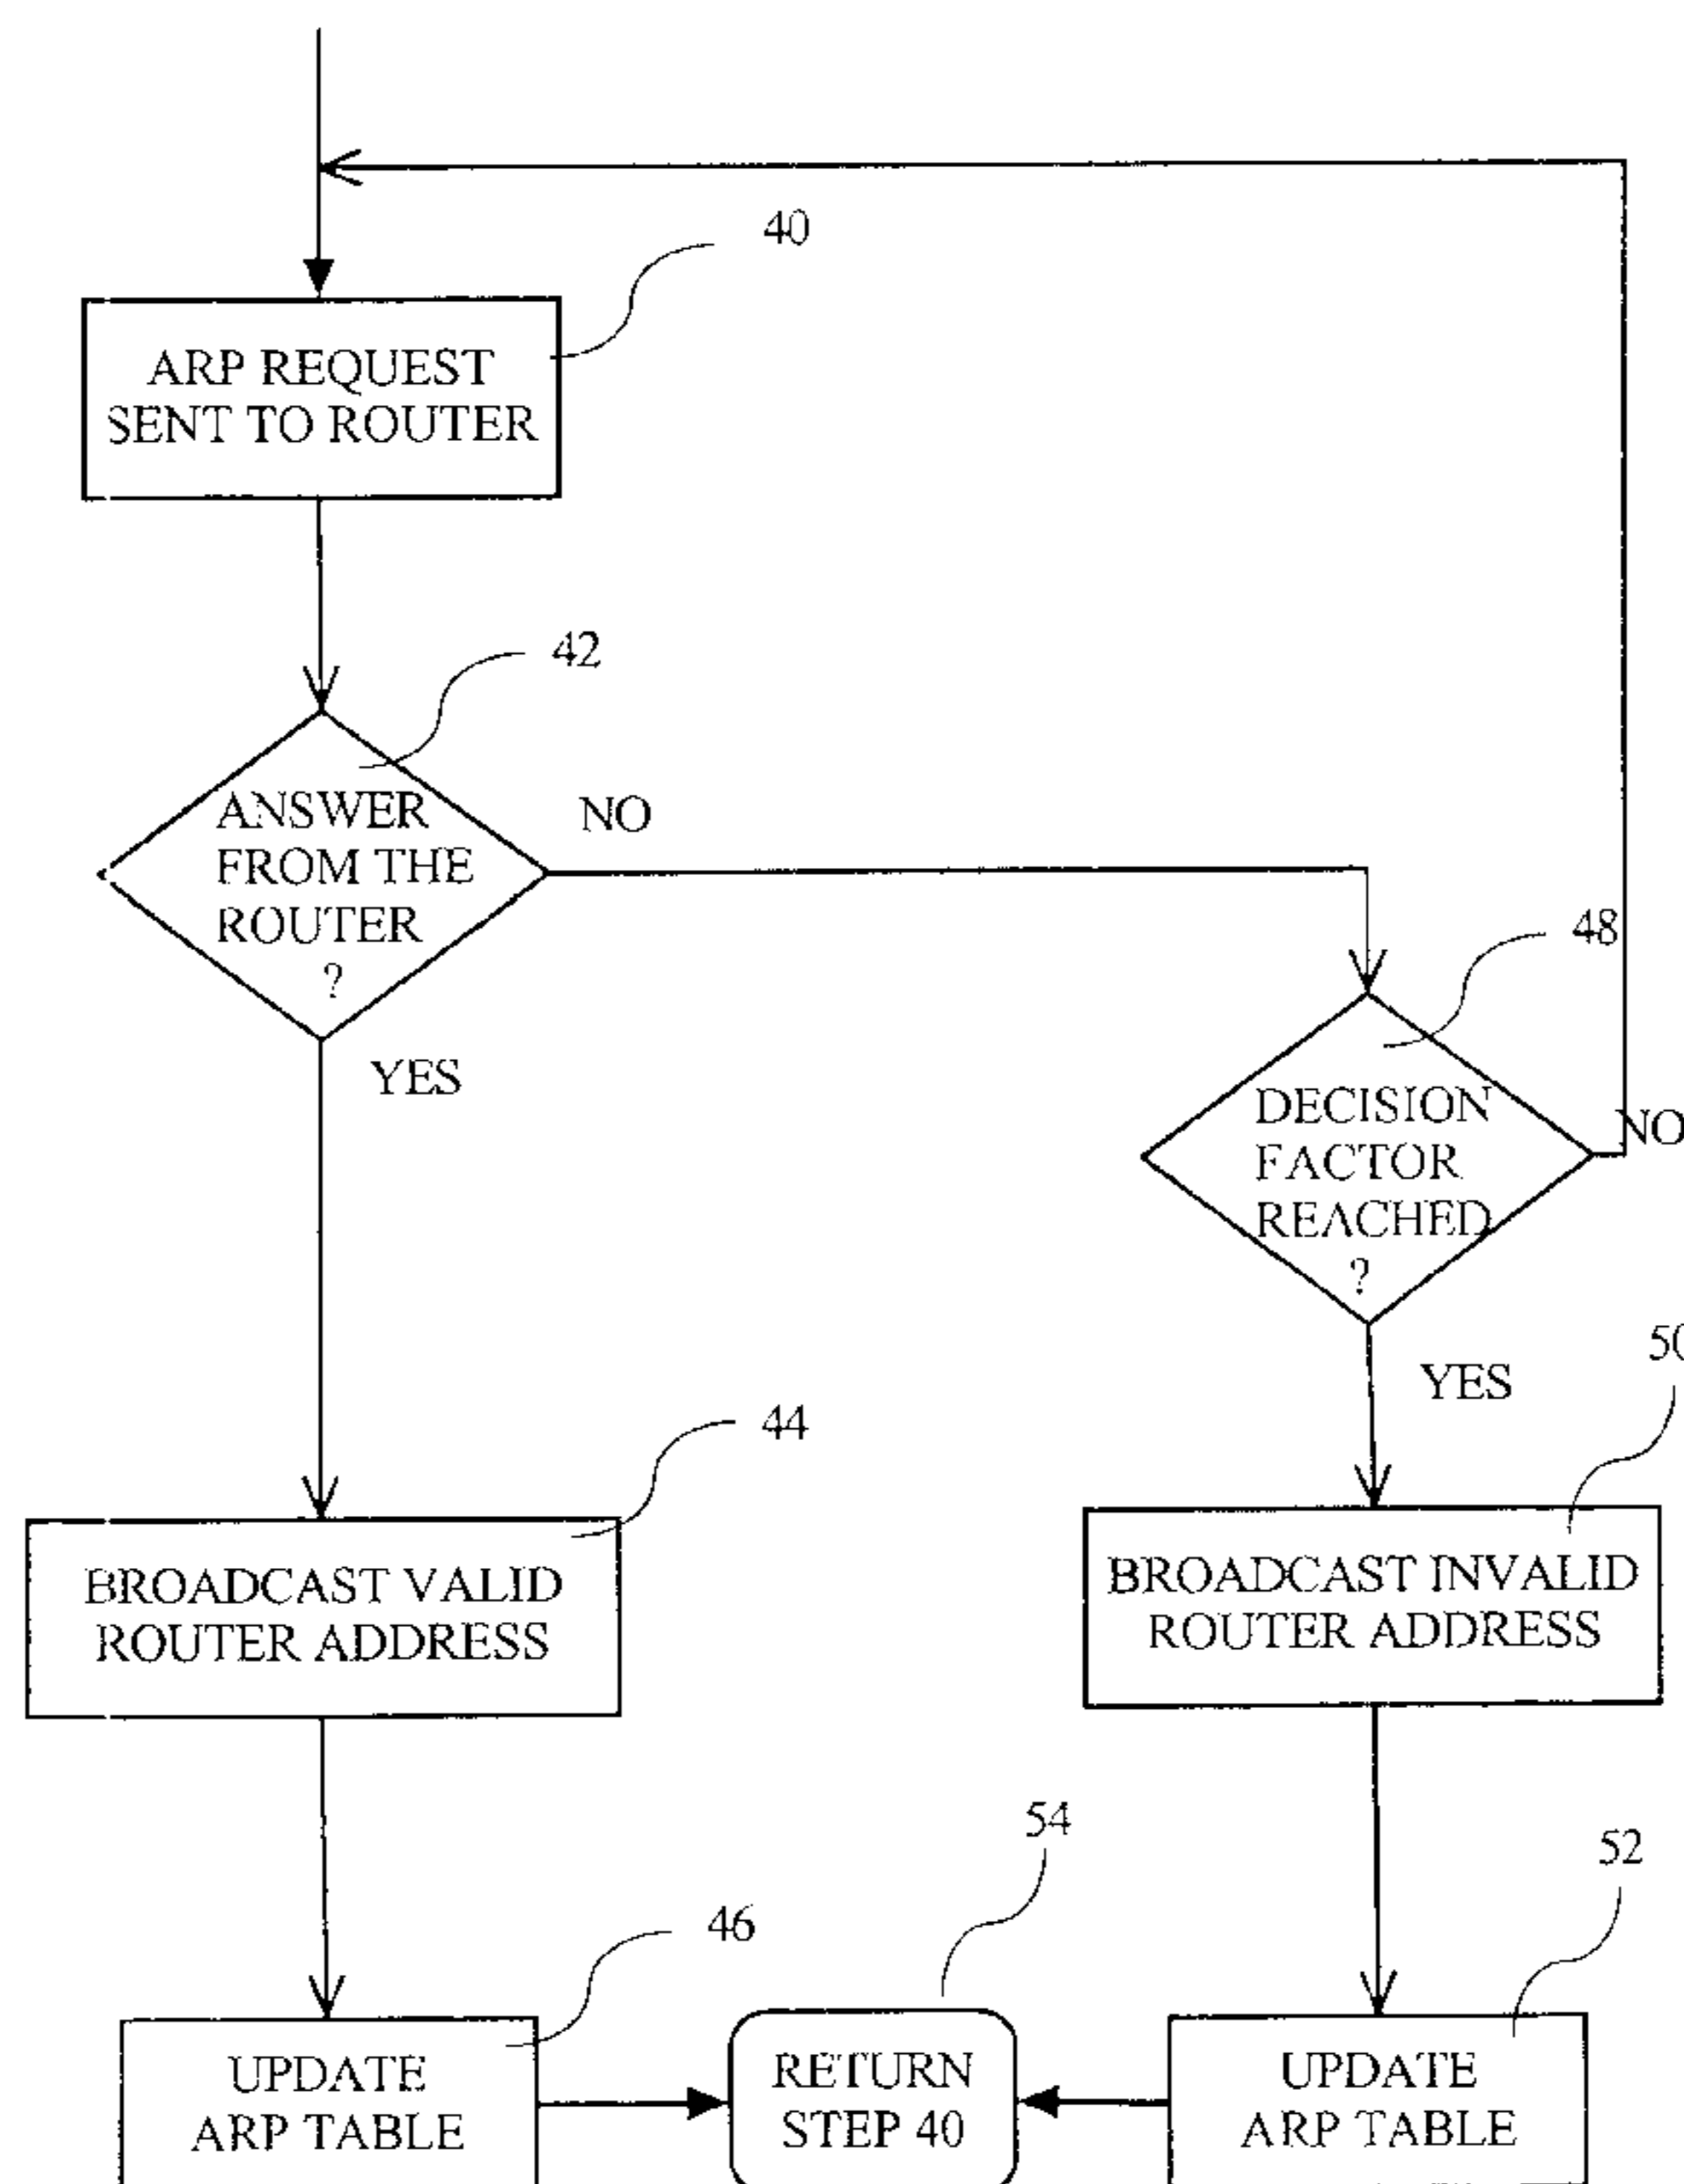 40
ARP REQUEST
SENT TO ROUTER
42
ANSWER
FROM THE
ROUTER
?
NO
YES
48
DECISION
FACTOR
REACHED
?
NO
YES
50
44
BROADCAST VALID
ROUTER ADDRESS
BROADCAST INVALID
ROUTER ADDRESS
54
52
46
UPDATE
ARP TABLE
RETURN
STEP 40
UPDATE
ARP TABLE